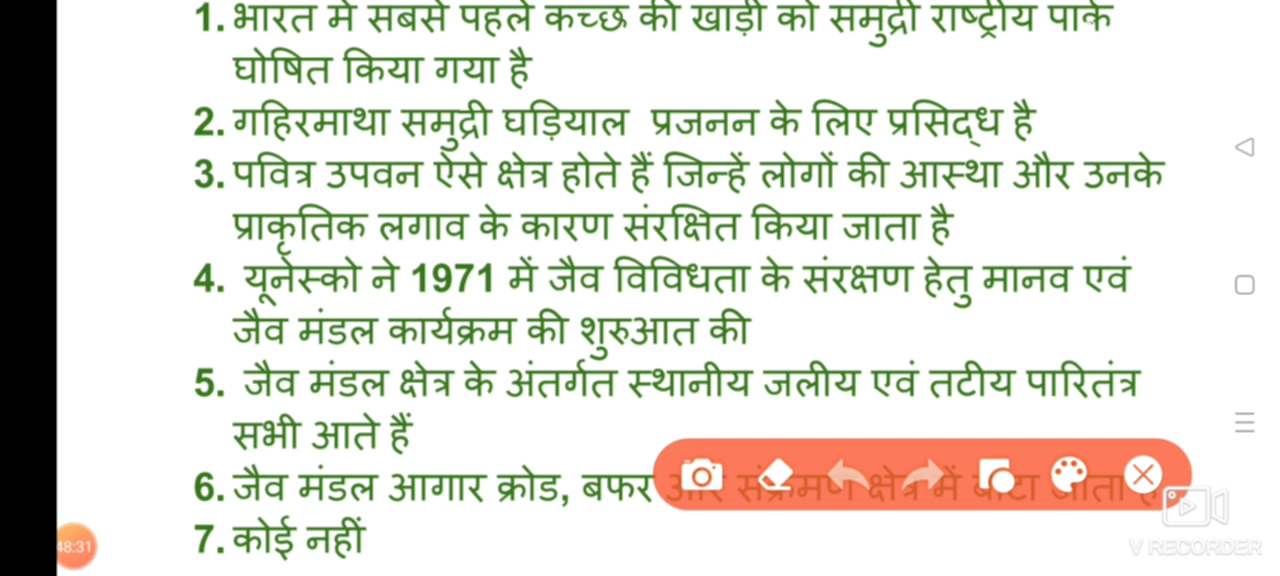 1. भारत में सबसे पहले कच्छ की खाड़ी को समुद्री राष्ट्रीय पार्क
घोषित किया गया है
2. गहिरमाथा समुद्री घड़ियाल प्रजनन के लिए प्रसिद्ध है
3. पवित्र उपवन ऐसे क्षेत्र होते हैं जिन्हें लोगों की आस्था और उनके
प्राकृतिक लगाव के कारण संरक्षित किया जाता है
4. यूनेस्को ने 1971 में जैव विविधता के संरक्षण हेतु मानव एवं
जैव मंडल कार्यक्रम की शुरुआत की
5. जैव मंडल क्षेत्र के अंतर्गत स्थानीय जलीय एवं तटीय पारितंत्र
सभी आते हैं
6. जैव मंडल आगार क्रोड, बफर और संक्रमण क्षेत्र में बाटा जाता है
7. कोई नहीं
48:31
V RECORDER